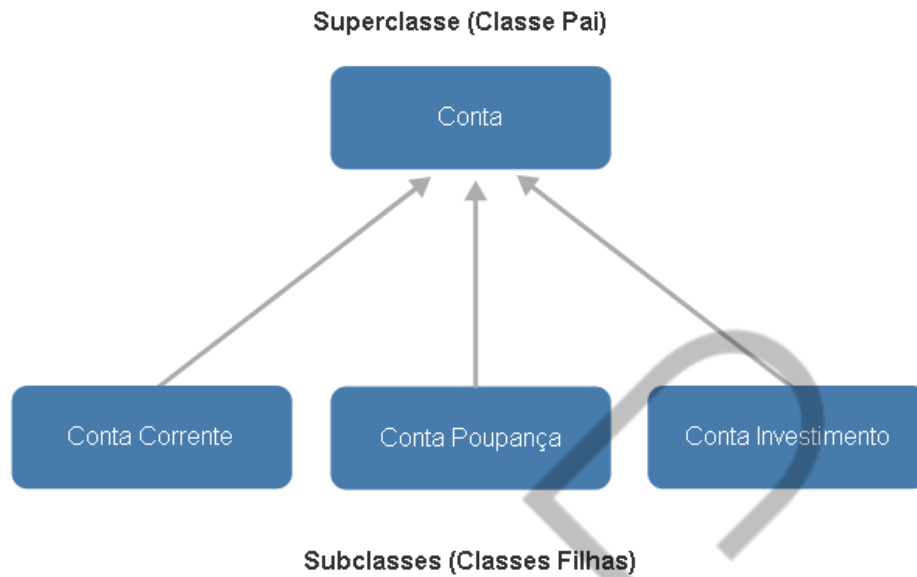 Superclasse (Classe Pai)
Conta
Conta Corrente
Conta Poupança
Conta Investimento
Subclasses (Classes Filhas)